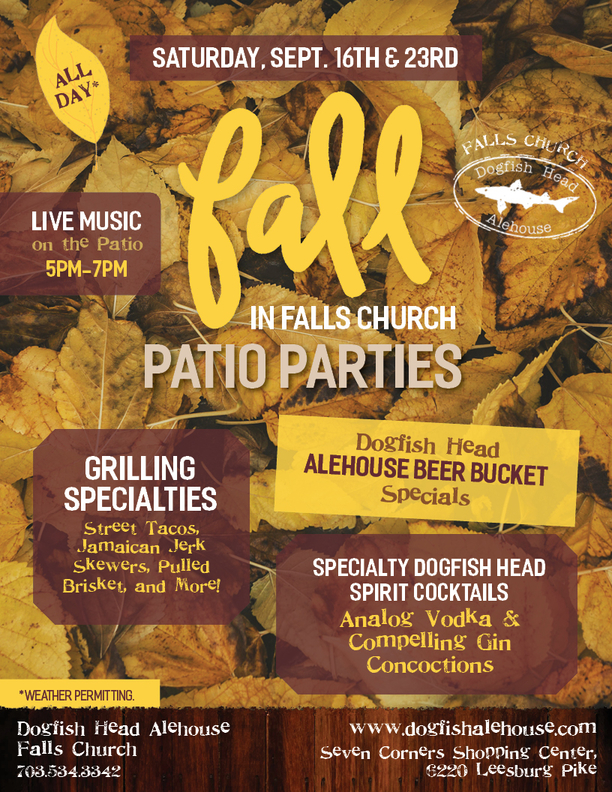 SATURDAY, SEPT. 16TH & 23RD
ALL
DAY*
fall
FALLS CHURCH
Dogfish Head
Alehouse
LIVE MUSIC
on the Patio
5PM–7PM
IN FALLS CHURCH
PATIO PARTIES
Dogfish Head
ALEHOUSE BEER BUCKET
Specials
GRILLING
SPECIALTIES
Street Tacos,
Jamaican Jerk
Skewers, Pulled
Brisket, and More!
SPECIALTY DOGFISH HEAD
SPIRIT COCKTAILS
Analog Vodka &
Compelling Gin
Concoctions
*WEATHER PERMITTING.
Dogfish Head Alehouse
Falls Church
703.534.3342
www.dogfishalehouse.com
Seven Corners Shopping Center,
6220 Leesburg Pike